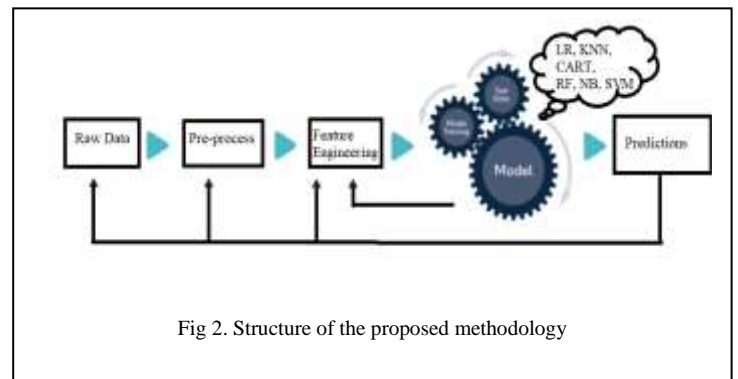 LR, KNN,
CART,
RF, NB, SVM
Raw Data
Pre-process
Feature
Engineering
Model
Predictions
Fig 2. Structure of the proposed methodology